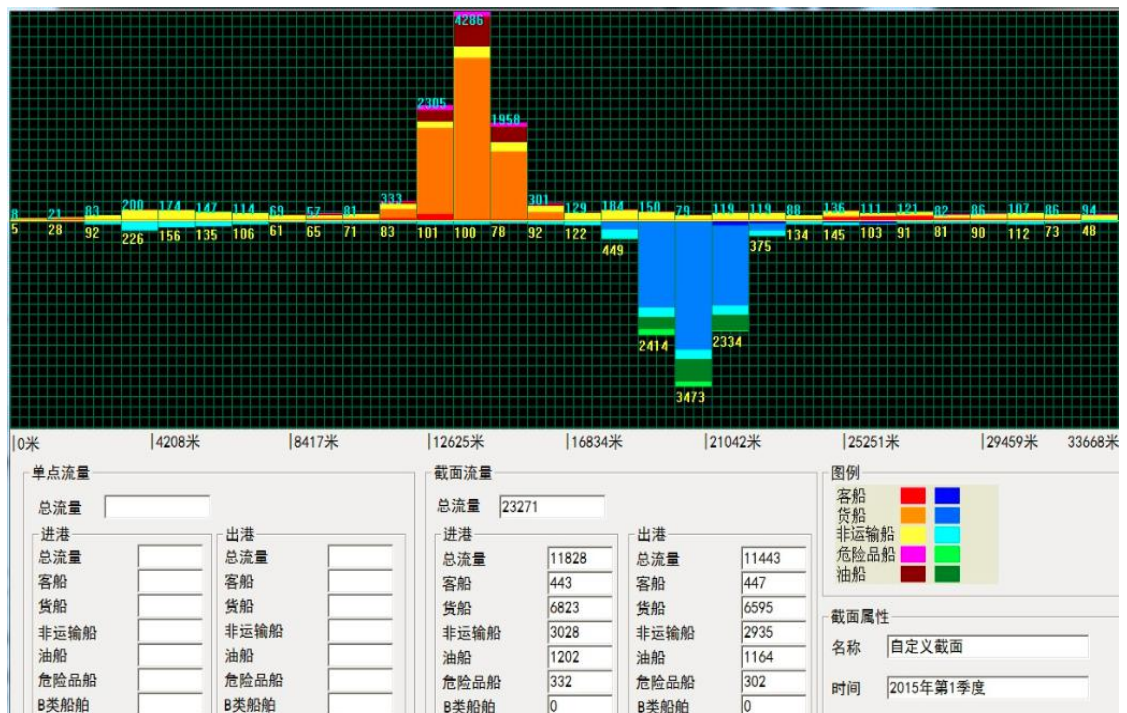 4286
2305
1958
333
301
8 21 83 200 174 147 114 69 57 81 129 184 150 79 119 119 88 136 111 121 82 86 107 86 94
5 28 92 226 156 135 106 61 65 71 83 101 100 78 92 122 449 375 134 145 103 91 81 90 112 73 48
2414 2334
3473
|0米 |4208米 |8417米 |12625米 |16834米 |21042米 |25251米 |29459米 33668米
单点流量
总流量
进港
总流量
客船
货船
非运输船
油船
危险品船
B类船舶
出港
总流量
客船
货船
非运输船
油船
危险品船
B类船舶
截面流量
总流量 23271
进港
总流量 11828
客船 443
货船 6823
非运输船 3028
油船 1202
危险品船 332
B类船舶 0
出港
总流量 11443
客船 447
货船 6595
非运输船 2935
油船 1164
危险品船 302
B类船舶 0
图例
客船
货船
非运输船
危险品船
油船
截面属性
名称 自定义截面
时间 2015年第1季度